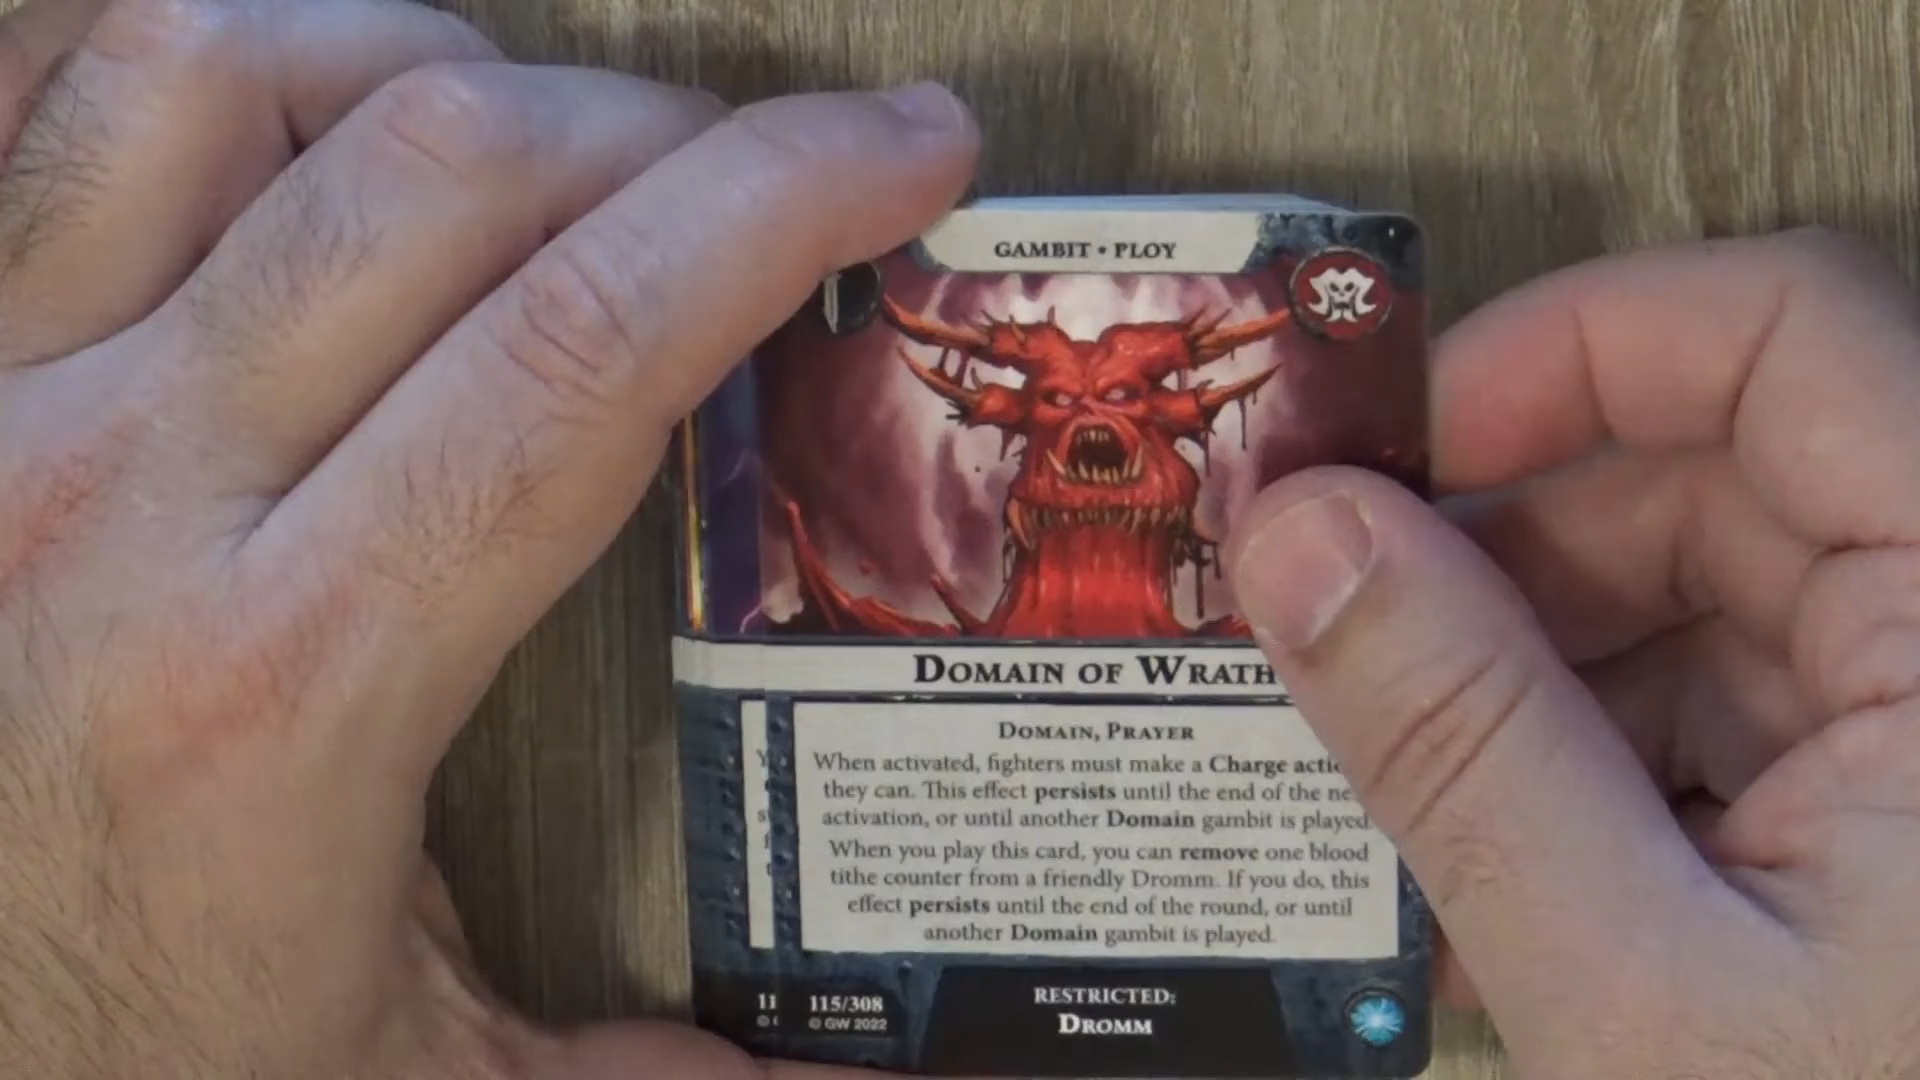 GAMBIT • PLOY
DOMAIN OF WRATH
DOMAIN, PRAYER
When activated, fighters must make a Charge
they can. This effect persists until the end of the
activation, or until another Domain gambit is played
When you play this card, you can remove one blood
tithe counter from a friendly Dromm. If you do, this
effect persists until the end of the round, or until
another Domain gambit is played.
115/308
© GW 2022
RESTRICTED:
DROMM